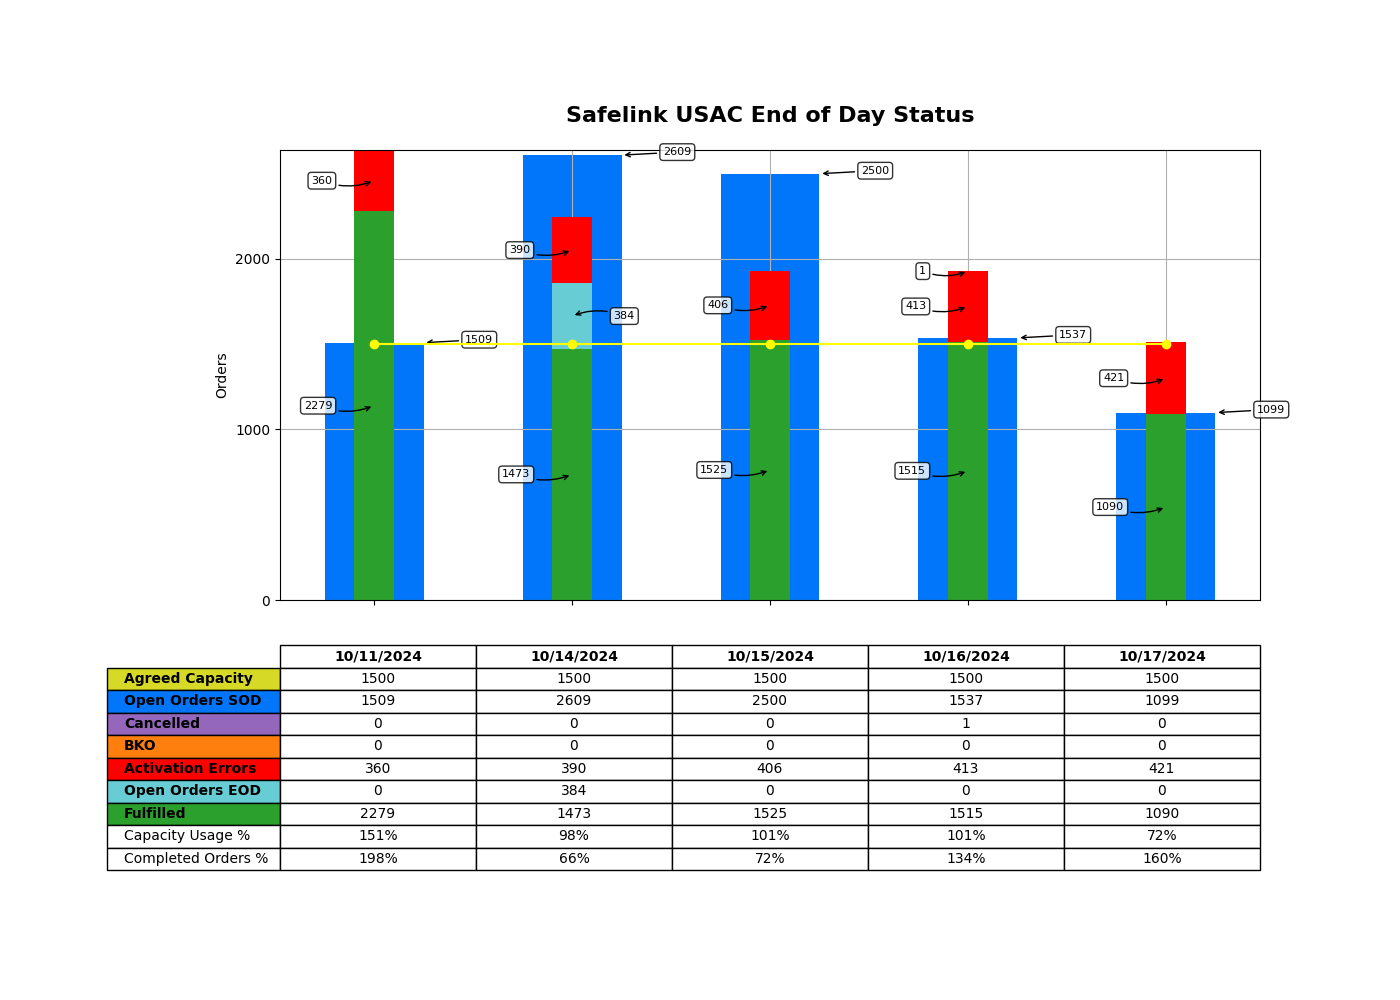 Safelink USAC End of Day Status
2609
2500
360
390
2000
1
406
413
384
1509
1537
Orders
421
2279
1099
1000
1473
1525
1515
1090
0
10/11/2024 10/14/2024 10/15/2024 10/16/2024 10/17/2024
Agreed Capacity 1500 1500 1500 1500 1500
Open Orders SOD 1509 2609 2500 1537 1099
Cancelled 0 0 0 1 0
BKO 0 0 0 0 0
Activation Errors 360 390 406 413 421
Open Orders EOD 0 384 0 0 0
Fulfilled 2279 1473 1525 1515 1090
Capacity Usage % 151% 98% 101% 101% 72%
Completed Orders % 198% 66% 72% 134% 160%